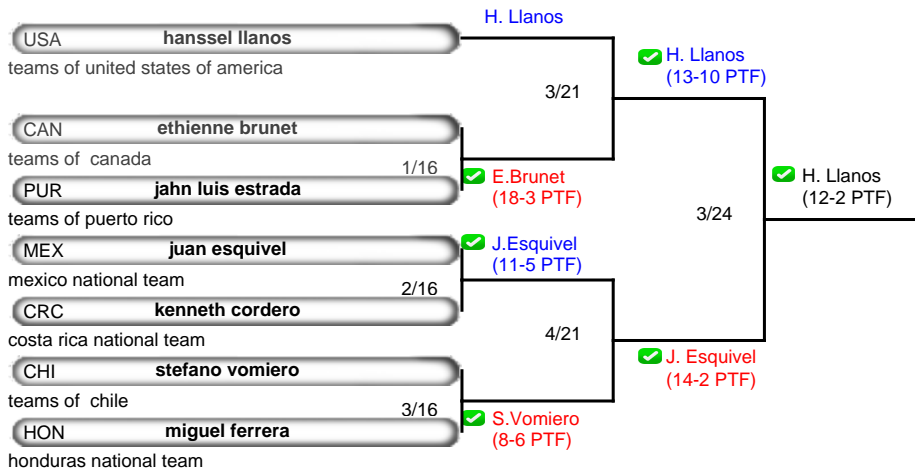 H. Llanos
USA hanssel llanos
teams of united states of america
H. Llanos
(13-10 PTF)
3/21
CAN ethienne brunet
teams of  canada
1/16
E.Brunet
(18-3 PTF)
PUR jahn luis estrada
teams of puerto rico
H. Llanos
(12-2 PTF)
3/24
MEX juan esquivel
J.Esquivel
(11-5 PTF)
mexico national team
2/16
CRC kenneth cordero
costa rica national team
4/21
J. Esquivel
(14-2 PTF)
CHI stefano vomiero
teams of  chile
3/16
S.Vomiero
(8-6 PTF)
HON miguel ferrera
honduras national team